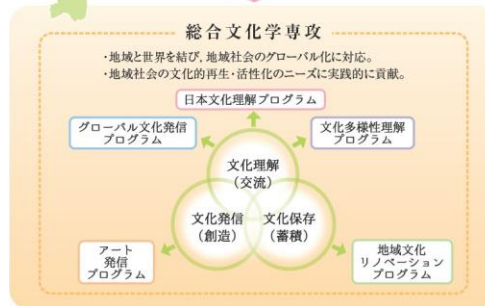 総合文化学専攻
・地域と世界を結び，地域社会のグローバル化に対応。
・地域社会の文化的再生・活性化のニーズに実践的に貢献。
日本文化理解プログラム
グローバル文化発信
プログラム
文化多様性理解
プログラム
文化理解
（交流）
文化発信
（創造）
文化保存
（蓄積）
アート
発信
プログラム
地域文化
リノベーション
プログラム